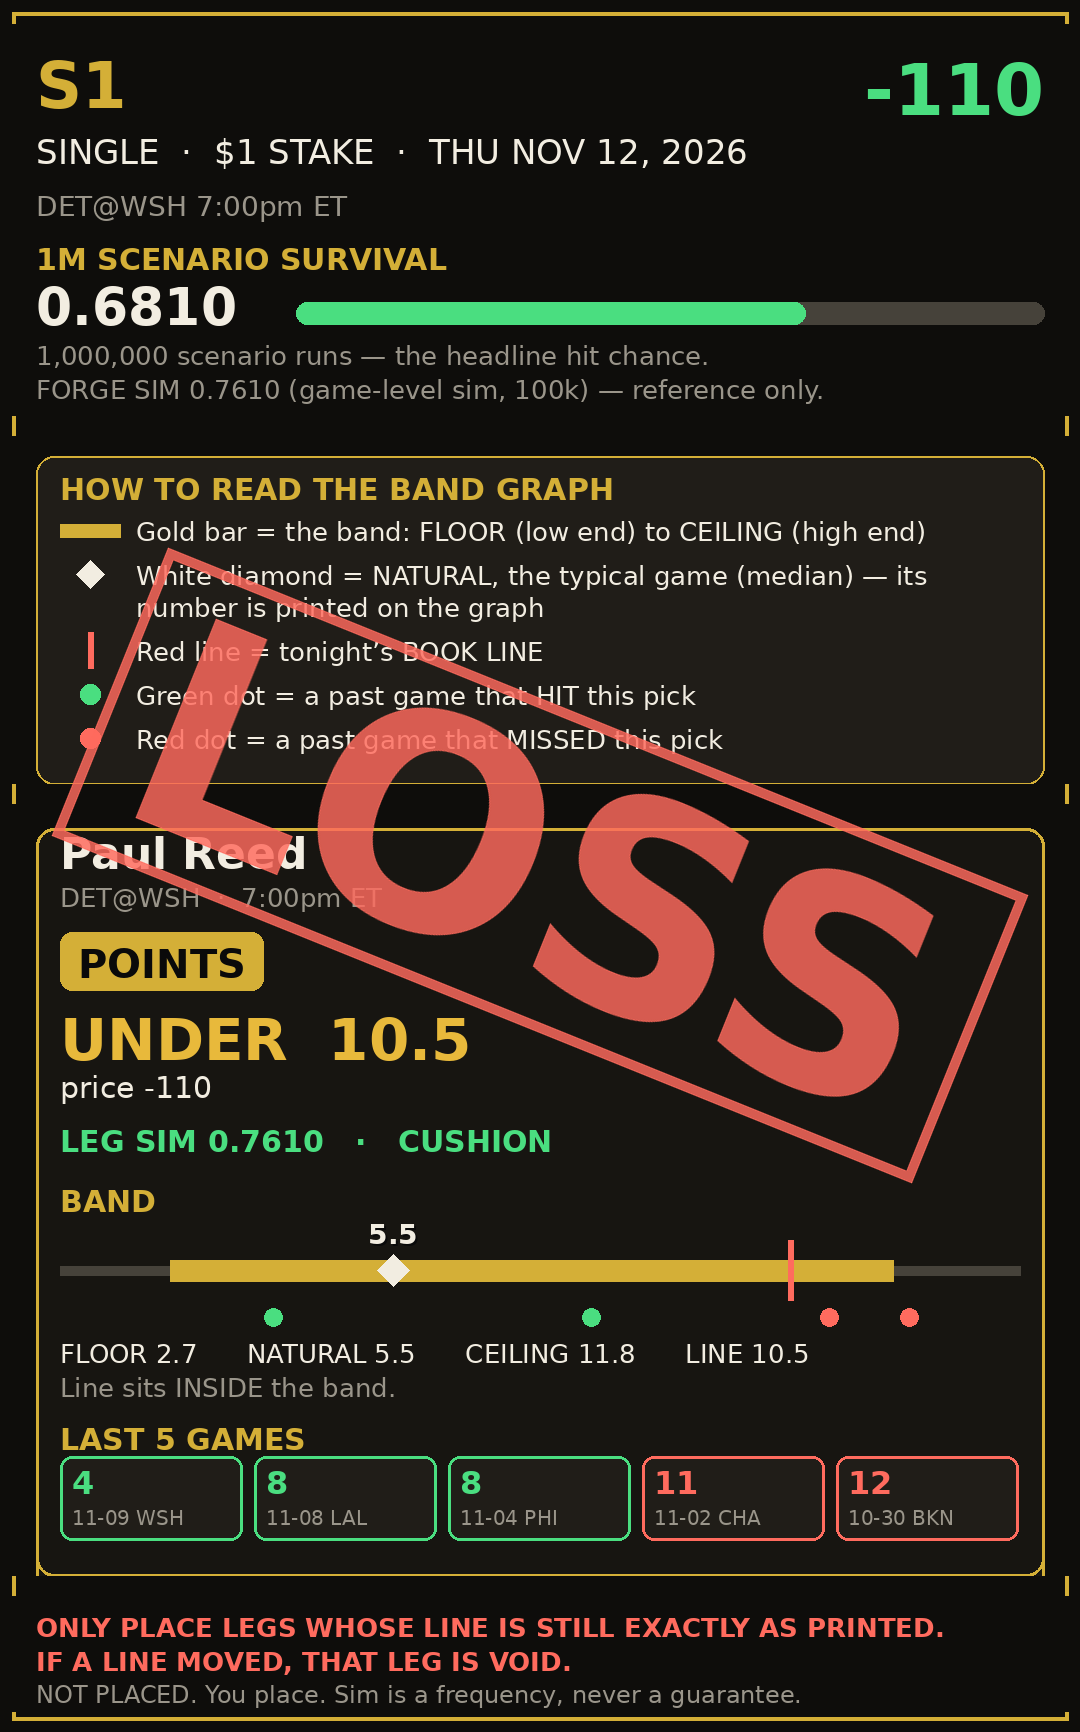 S1
-110
SINGLE · $1 STAKE · THU NOV 12, 2026
DET@WSH 7:00pm ET
1M SCENARIO SURVIVAL
0.6810
1,000,000 scenario runs — the headline hit chance.
FORGE SIM 0.7610 (game-level sim, 100k) — reference only.
HOW TO READ THE BAND GRAPH
Gold bar = the band: FLOOR (low end) to CEILING (high end)
White diamond = NATURAL, the typical game (median) — its
number is printed on the graph
Red line = tonight’s BOOK LINE
Green dot = a past game that HIT this pick
Red dot = a past game that MISSED this pick
LOSS
Paul Reed
DET@WSH · 7:00pm ET
POINTS
UNDER 10.5
price -110
LEG SIM 0.7610 · CUSHION
BAND
5.5
FLOOR 2.7 NATURAL 5.5 CEILING 11.8 LINE 10.5
Line sits INSIDE the band.
LAST 5 GAMES
4 8 8 11 12
11-09 WSH 11-08 LAL 11-04 PHI 11-02 CHA 10-30 BKN
ONLY PLACE LEGS WHOSE LINE IS STILL EXACTLY AS PRINTED.
IF A LINE MOVED, THAT LEG IS VOID.
NOT PLACED. You place. Sim is a frequency, never a guarantee.